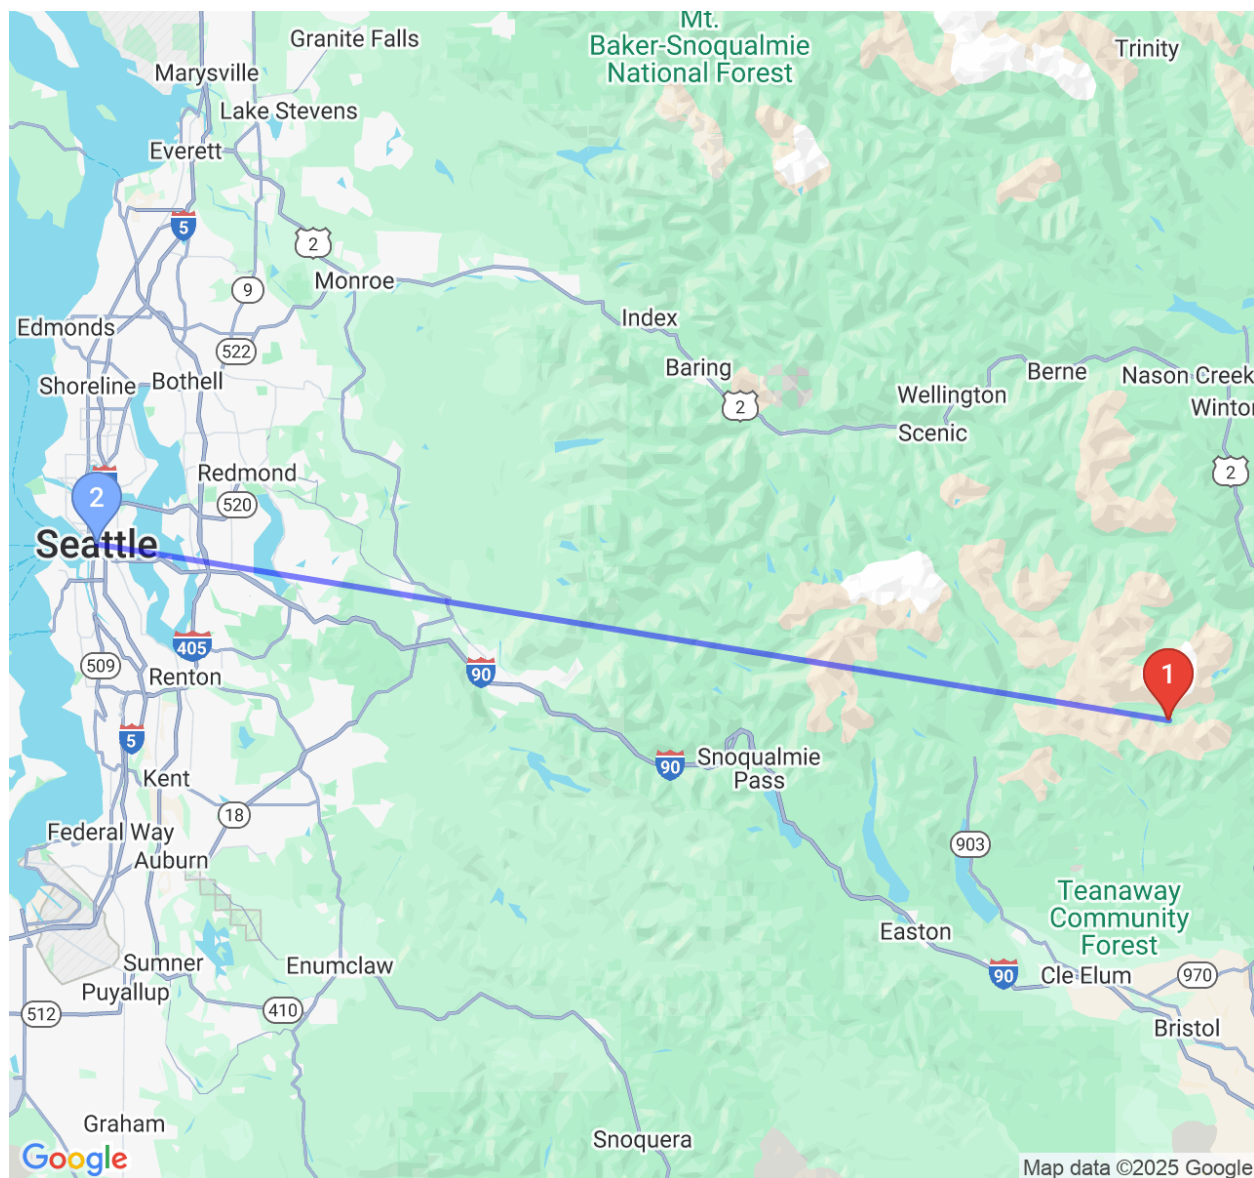 Mt.
Baker-Snoqualmie
National Forest
Granite Falls
Trinity
Marysville
Lake Stevens
Everett
5
2
Monroe
9
Index
Edmonds
522
Baring
Berne
Shoreline
Bothell
Nason Creek
Wellington
2
Winton
Scenic
Redmond
2
520
2
Seattle
405
509
90
Renton
1
5
Snoqualmie
Pass
90
Kent
18
Federal Way
903
Auburn
Teanaway
Community
Forest
Easton
Sumner
Enumclaw
90
Cle Elum
970
Puyallup
410
512
Bristol
Graham
Snoquera
Google
Map data ©2025 Google